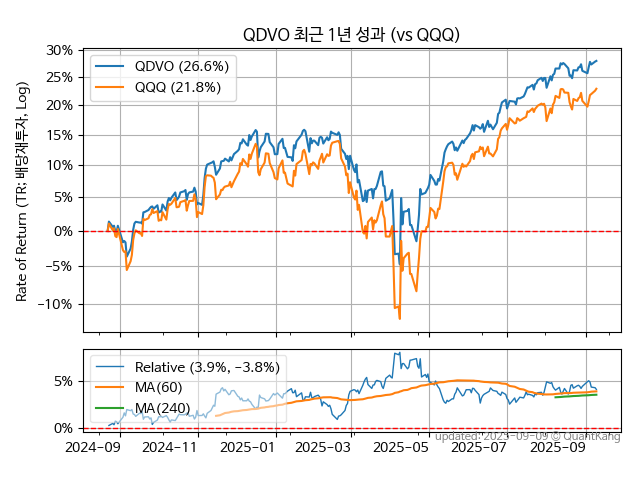 QDVO 최근 1년 성과 (vs QQQ)
Rate of Return (TR: 배당재투자, Log)
30%
25%
20%
15%
10%
5%
0%
−5%
−10%
QDVO (26.6%)
QQQ (21.8%)
5%
0%
Relative (3.9%, −3.8%)
MA(60)
MA(240)
2024−09
2024−11
2025−01
2025−03
2025−05
2025−07
2025−09
updated: 2025−09−09 © QuantKang